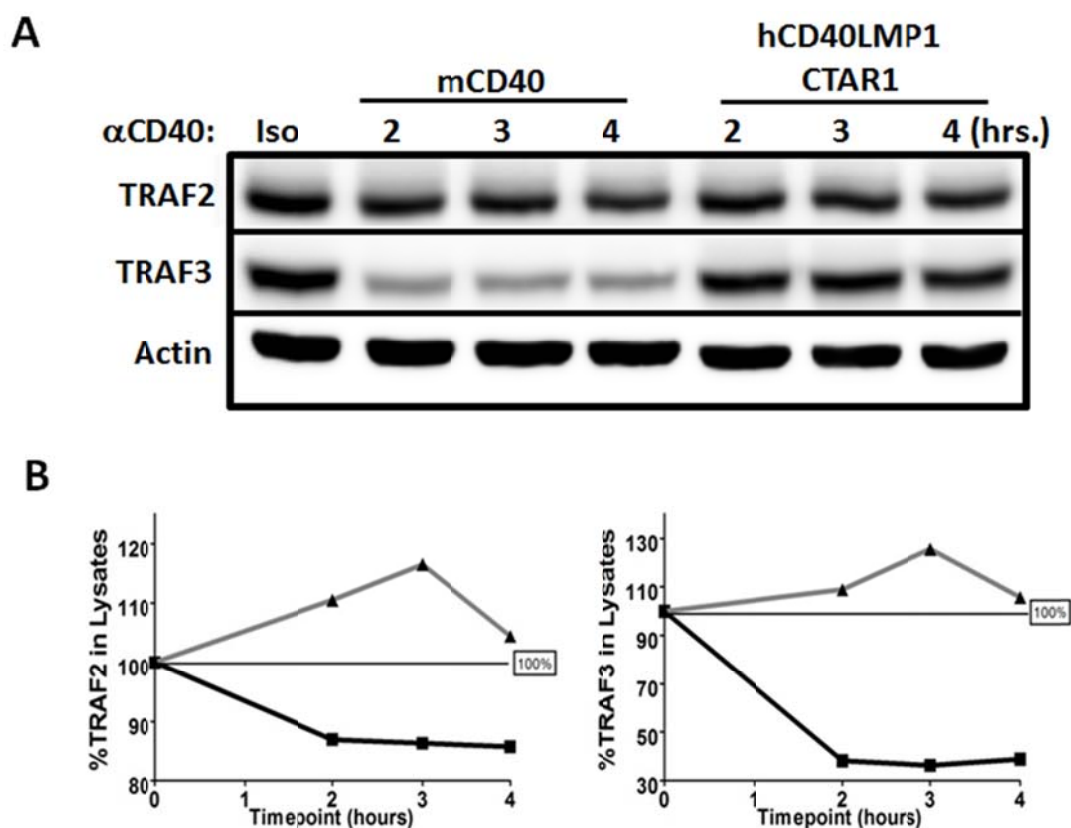 A
hCD40LMP1
mCD40 CTAR1
αCD40: Iso 2 3 4 2 3 4 (hrs.)
TRAF2
TRAF3
Actin
B
%TRAF2 in Lysates
120
110
100
90
80
100%
0 1 2 3 4
Timepoint (hours)
%TRAF3 in Lysates
130
110
90
70
50
30
100%
0 1 2 3 4
Timepoint (hours)